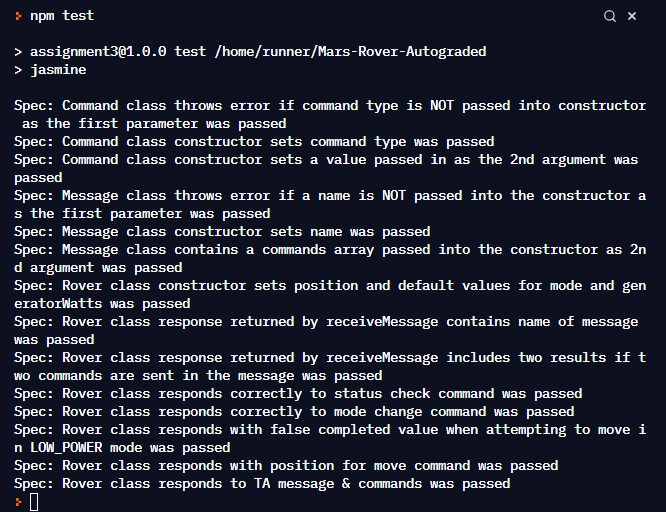 npm test
> assignment3@1.0.0 test /home/runner/Mars-Rover-Autograded
> jasmine
Spec: Command class throws error if command type is NOT passed into constructor
 as the first parameter was passed
Spec: Command class constructor sets command type was passed
Spec: Command class constructor sets a value passed in as the 2nd argument was
passed
Spec: Message class throws error if a name is NOT passed into the constructor a
s the first parameter was passed
Spec: Message class constructor sets name was passed
Spec: Message class contains a commands array passed into the constructor as 2n
d argument was passed
Spec: Rover class constructor sets position and default values for mode and gen
eratorWatts was passed
Spec: Rover class response returned by receiveMessage contains name of message
was passed
Spec: Rover class response returned by receiveMessage includes two results if t
wo commands are sent in the message was passed
Spec: Rover class responds correctly to status check command was passed
Spec: Rover class responds correctly to mode change command was passed
Spec: Rover class responds with false completed value when attempting to move i
n LOW_POWER mode was passed
Spec: Rover class responds with position for move command was passed
Spec: Rover class responds to TA message & commands was passed